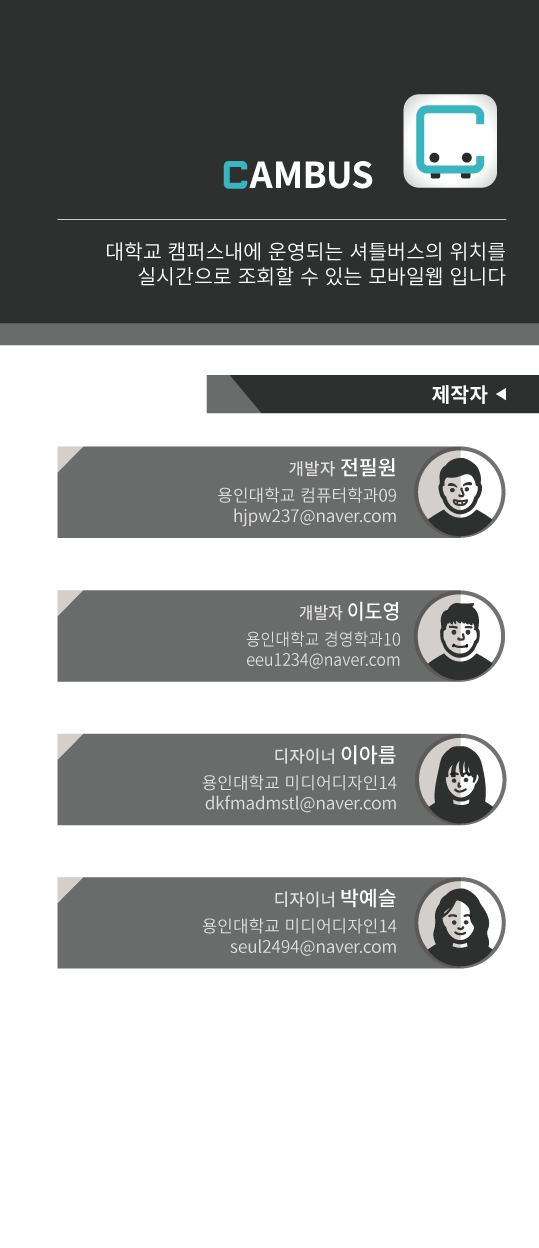 CAMBUS
대학교 캠퍼스내에 운영되는 셔틀버스의 위치를
실시간으로 조회할 수 있는 모바일웹 입니다
제작자 ◀
개발자 전필원
용인대학교 컴퓨터학과09
hjpw237@naver.com
개발자 이도영
용인대학교 경영학과10
eeu1234@naver.com
디자이너 이아름
용인대학교 미디어디자인14
dkfmadmstl@naver.com
디자이너 박예슬
용인대학교 미디어디자인14
seul2494@naver.com